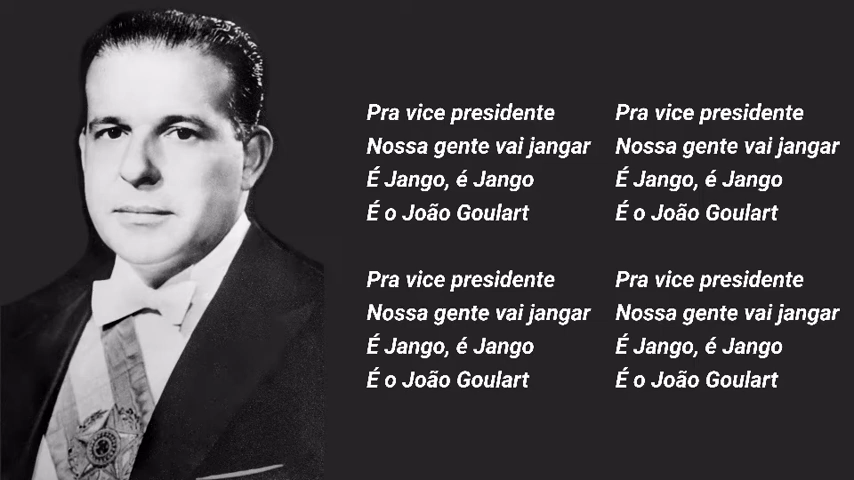 Pra vice presidente
Nossa gente vai jangar
É Jango, é Jango
É o João Goulart
Pra vice presidente
Nossa gente vai jangar
É Jango, é Jango
É o João Goulart
Pra vice presidente
Nossa gente vai jangar
É Jango, é Jango
É o João Goulart
Pra vice presidente
Nossa gente vai jangar
É Jango, é Jango
É o João Goulart